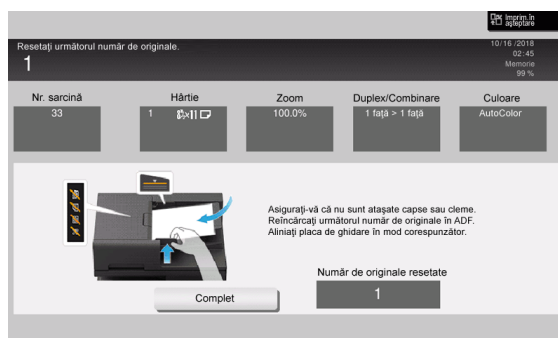 Imprim.în
așteptare
Resetați următorul număr de originale.
1
10/16 /2018
02:45
Memorie
99 %
Nr. sarcină
33
Hârtie
1 8½x11
Zoom
100.0%
Duplex/Combinare
1 față > 1 față
Culoare
AutoColor
Asigurați-vă că nu sunt atașate capse sau cleme.
Reîncărcați următorul număr de originale în ADF.
Aliniați placa de ghidare în mod corespunzător.
Număr de originale resetate
1
Complet